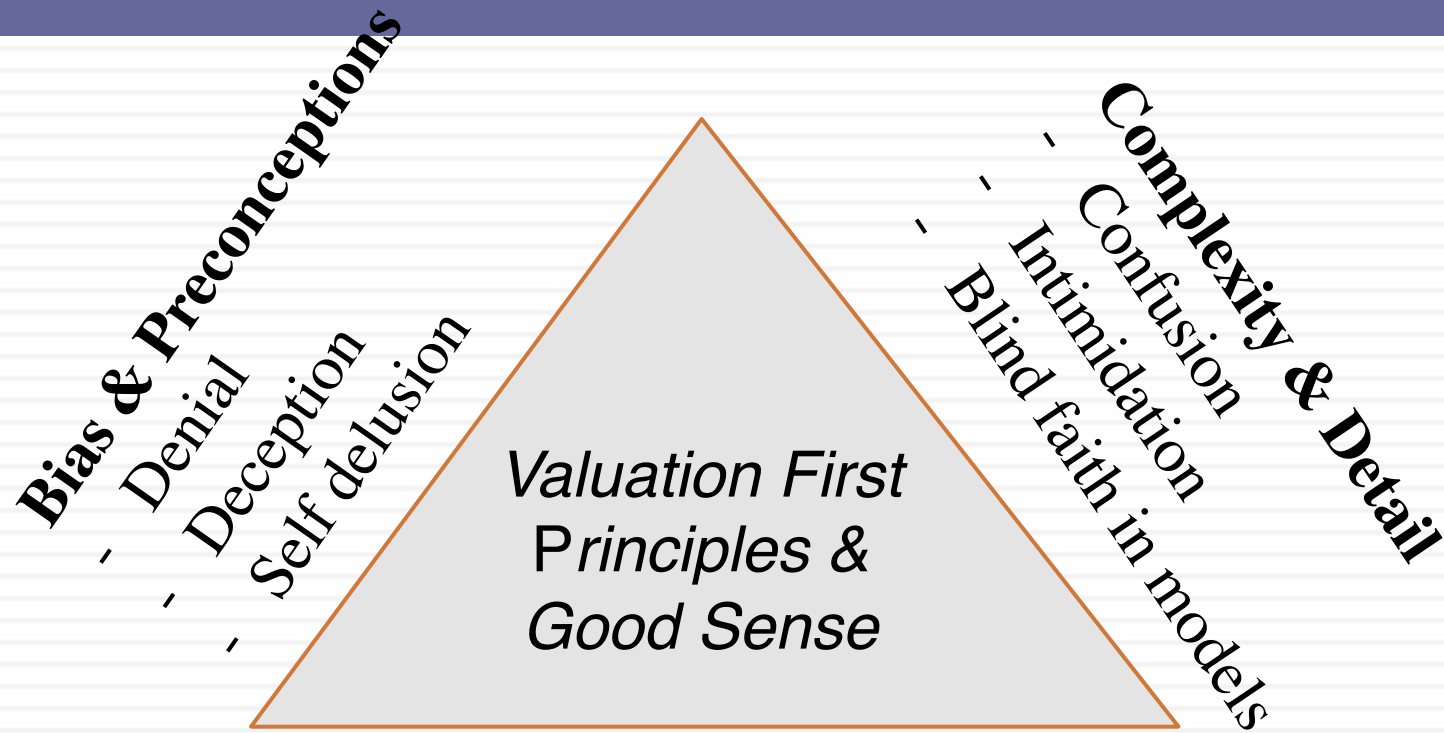 Bias & Preconceptions
- Denial
- Deception
- Self delusion
Valuation First
Principles &
Good Sense
Complexity & Detail
- Confusion
- Intimidation
- Blind faith in models